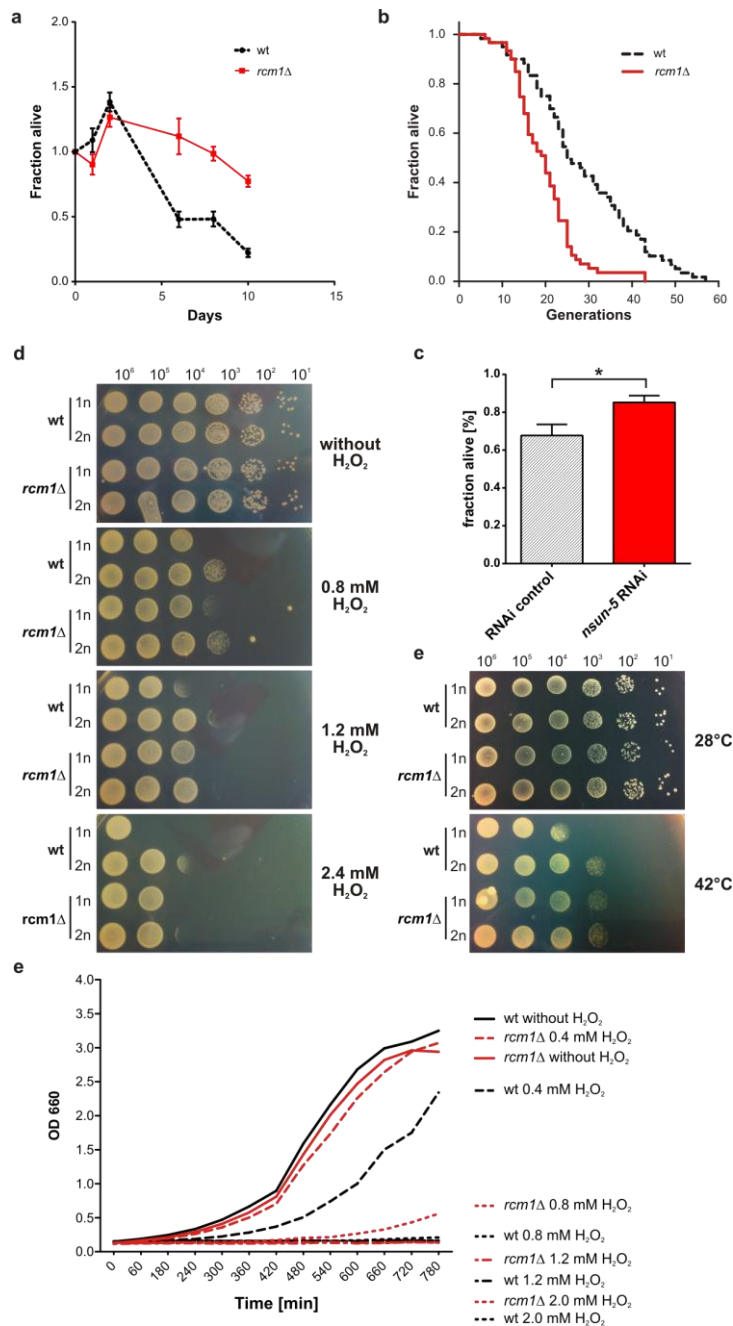 a
Fraction alive
2.0
1.5
1.0
0.5
0.0
0 5 10 15
Days
wt
rcm1Δ
b
Fraction alive
1.0
0.8
0.6
0.4
0.2
0.0
0 10 20 30 40 50 60
Generations
wt
rcm1Δ
d
10⁶ 10⁵ 10⁴ 10³ 10² 10¹
wt 1n
2n
rcm1Δ 1n
2n
without H₂O₂
wt 1n
2n
rcm1Δ 1n
2n
0.8 mM H₂O₂
wt 1n
2n
rcm1Δ 1n
2n
1.2 mM H₂O₂
wt 1n
2n
rcm1Δ 1n
2n
2.4 mM H₂O₂
c
fraction alive [%]
1.0
0.8
0.6
0.4
0.2
0.0
*
RNAi control
nsun-5 RNAi
e
10⁶ 10⁵ 10⁴ 10³ 10² 10¹
wt 1n
2n
rcm1Δ 1n
2n
28°C
wt 1n
2n
rcm1Δ 1n
2n
42°C
e
OD 660
4.0
3.5
3.0
2.5
2.0
1.5
1.0
0.5
0.0
0 60 180 240 300 360 420 480 540 600 660 720 780
Time [min]
wt without H₂O₂
rcm1Δ 0.4 mM H₂O₂
rcm1Δ without H₂O₂
wt 0.4 mM H₂O₂
rcm1Δ 0.8 mM H₂O₂
wt 0.8 mM H₂O₂
rcm1Δ 1.2 mM H₂O₂
wt 1.2 mM H₂O₂
rcm1Δ 2.0 mM H₂O₂
wt 2.0 mM H₂O₂